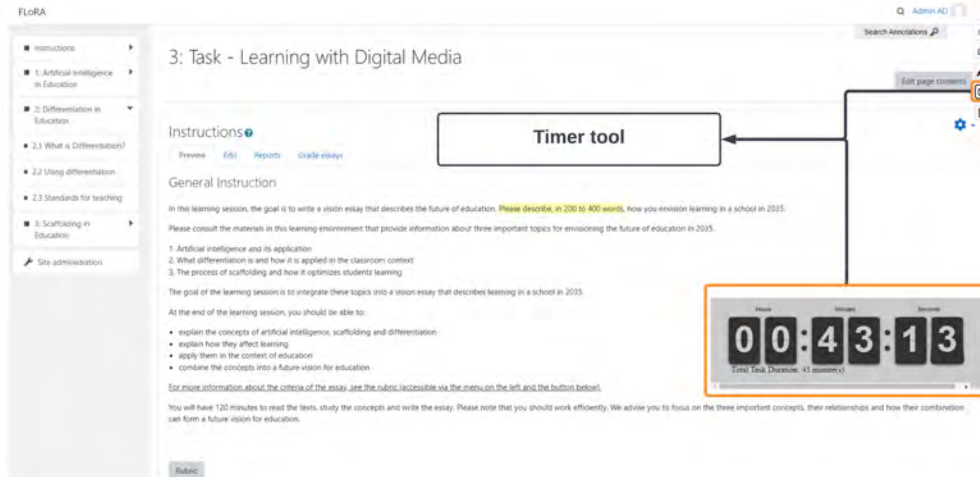 FLoRA
Admin AD
Search Annotations
Instructions
1: Artificial Intelligence
in Education
2: Differentiation in
Education
2.1 What is Differentiation?
2.2 Using differentiation
2.3 Standards for teaching
3: Scaffolding in
Education
Site administration
3: Task - Learning with Digital Media
Edit page contents
Timer tool
Instructions
Preview Edit Reports Grade essays
General Instruction
In this learning session, the goal is to write a vision essay that describes the future of education. Please describe, in 200 to 400 words, how you envision learning in a school in 2035.
Please consult the materials in this learning environment that provide information about three important topics for envisioning the future of education in 2035.
1. Artificial intelligence and its application
2. What differentiation is and how it is applied in the classroom context
3. The process of scaffolding and how it optimizes students learning
The goal of the learning session is to integrate these topics into a vision essay that describes learning in a school in 2035.
At the end of the learning session, you should be able to:
explain the concepts of artificial intelligence, scaffolding and differentiation
explain how they affect learning
apply them in the context of education
combine the concepts into a future vision for education
For more information about the criteria of the essay, see the rubric (accessible via the menu on the left and the button below).
You will have 120 minutes to read the texts, study the concepts and write the essay. Please note that you should work efficiently. We advise you to focus on the three important concepts, their relationships and how their combination
can form a future vision for education.
Rubric
Hours Minutes Seconds
00:43:13
Total Task Duration: 45 minute(s)